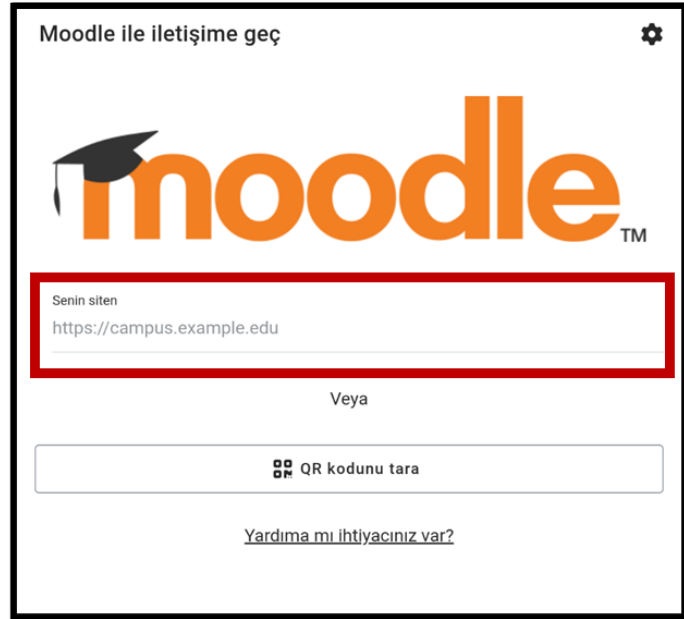 Moodle ile iletişime geç
moodle
TM
Senin siten
https://campus.example.edu
Veya
QR kodunu tara
Yardıma mı ihtiyacınız var?